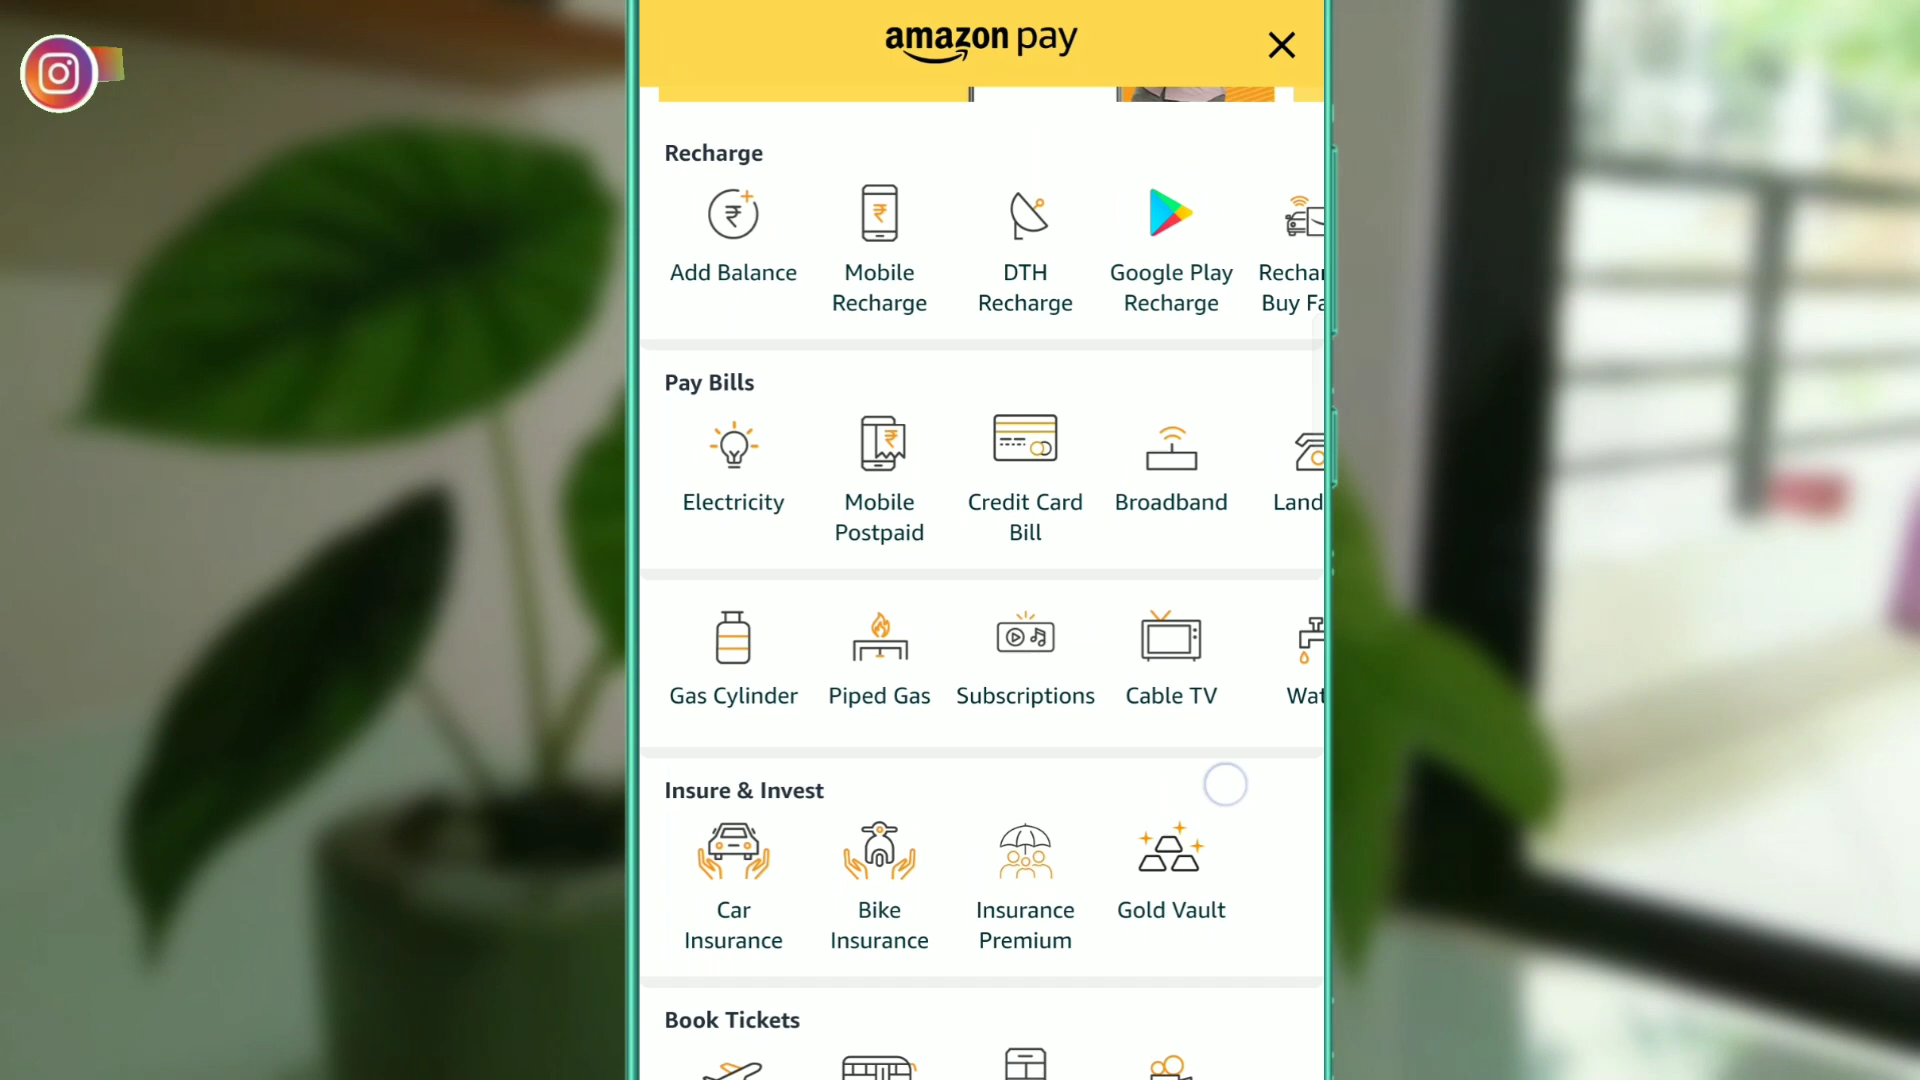 amazon pay
Recharge
Add Balance
Mobile Recharge
DTH Recharge
Google Play Recharge
Buy
Pay Bills
Electricity
Mobile Postpaid
Credit Card Bill
Broadband
Gas Cylinder
Piped Gas
Subscriptions
Cable TV
Insure & Invest
Car Insurance
Bike Insurance
Insurance Premium
Gold Vault
Book Tickets